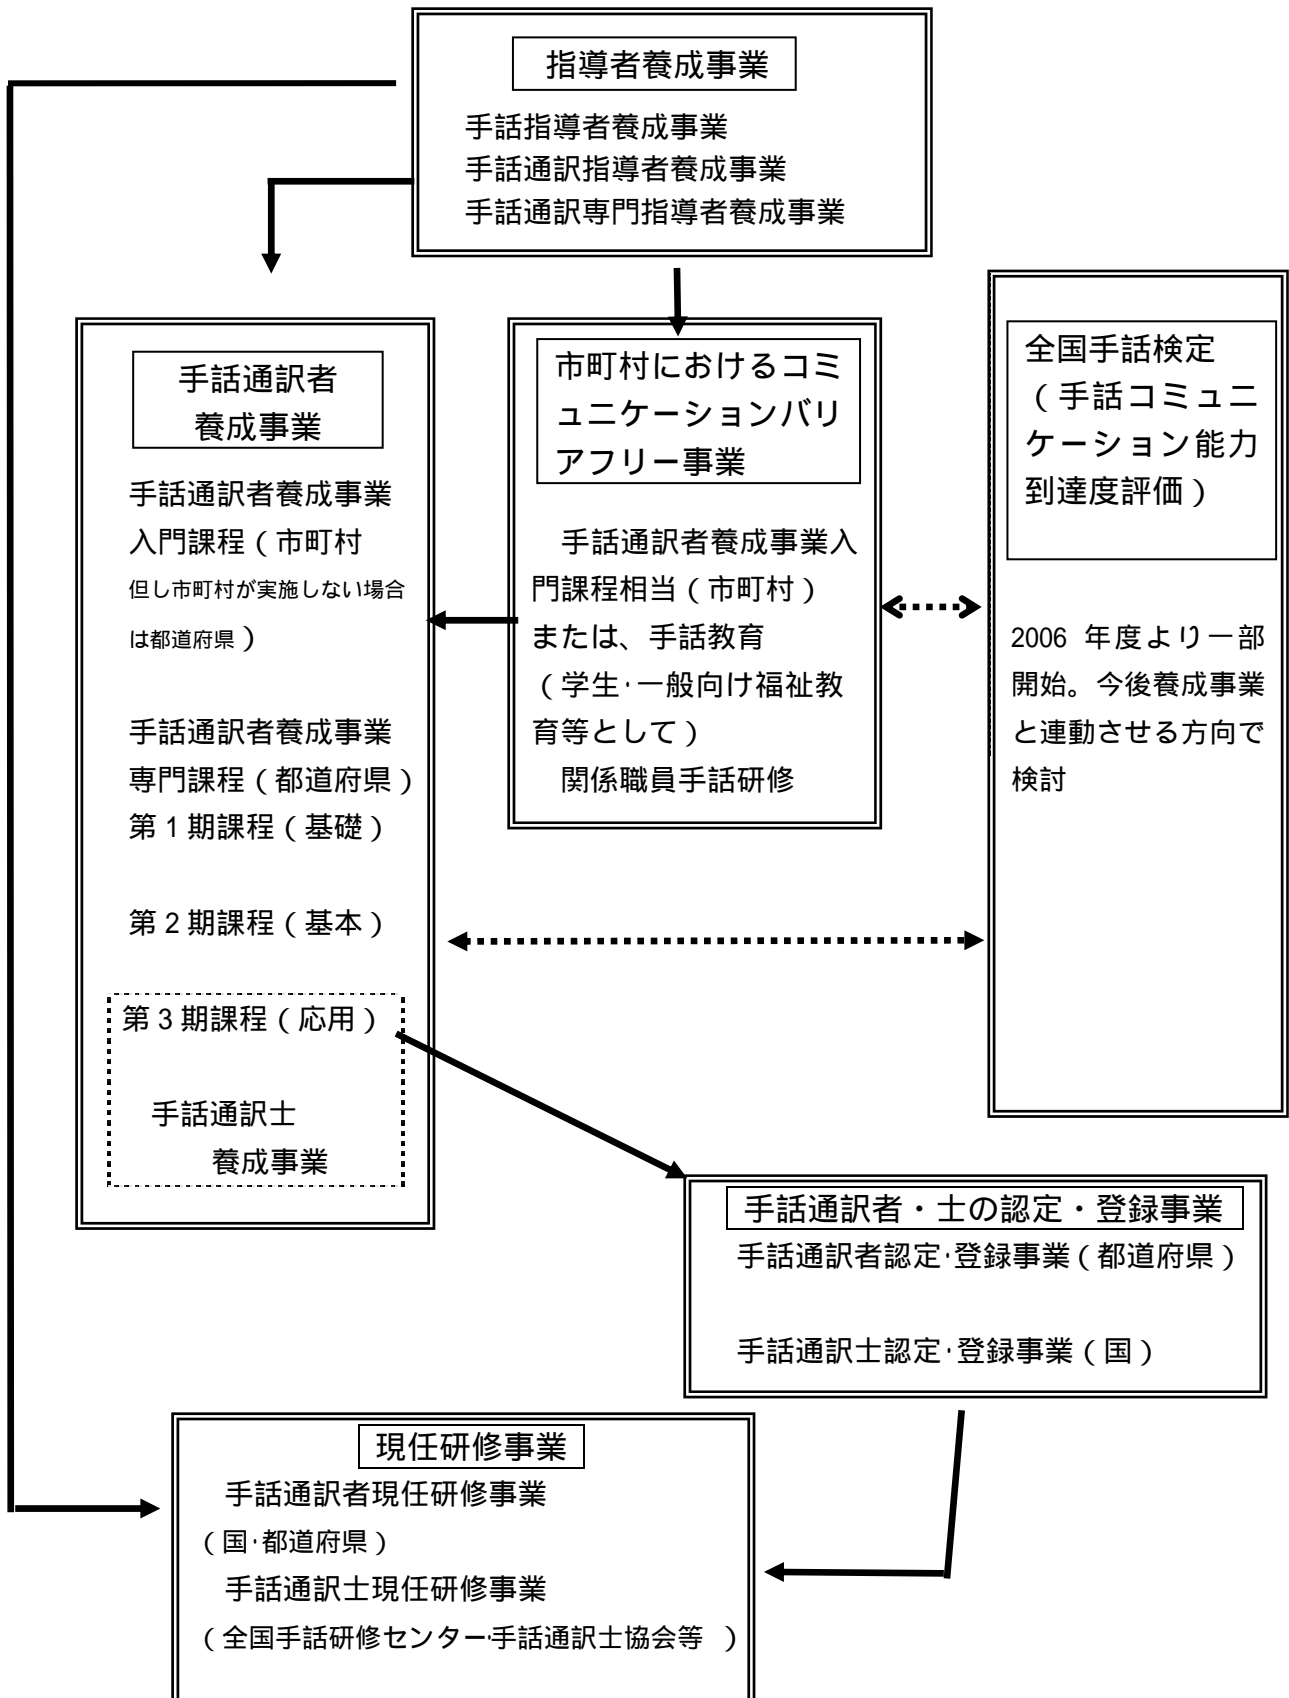 指導者養成事業
手話指導者養成事業
手話通訳指導者養成事業
手話通訳専門指導者養成事業
手話通訳者
養成事業
手話通訳者養成事業
入門課程（市町村
但し市町村が実施しない場合
は都道府県）
手話通訳者養成事業
専門課程（都道府県）
第1期課程（基礎）
第2期課程（基本）
第3期課程（応用）
手話通訳士
養成事業
市町村におけるコミ
ュニケーションバリ
アフリー事業
手話通訳者養成事業入
門課程相当（市町村）
または、手話教育
（学生・一般向け福祉教
育等として）
関係職員手話研修
全国手話検定
（手話コミュニ
ケーション能力
到達度評価）
2006 年度より一部
開始。今後養成事業
と連動させる方向で
検討
手話通訳者・士の認定・登録事業
手話通訳者認定・登録事業（都道府県）
手話通訳士認定・登録事業（国）
現任研修事業
手話通訳者現任研修事業
（国・都道府県）
手話通訳士現任研修事業
（全国手話研修センター・手話通訳士協会等 ）